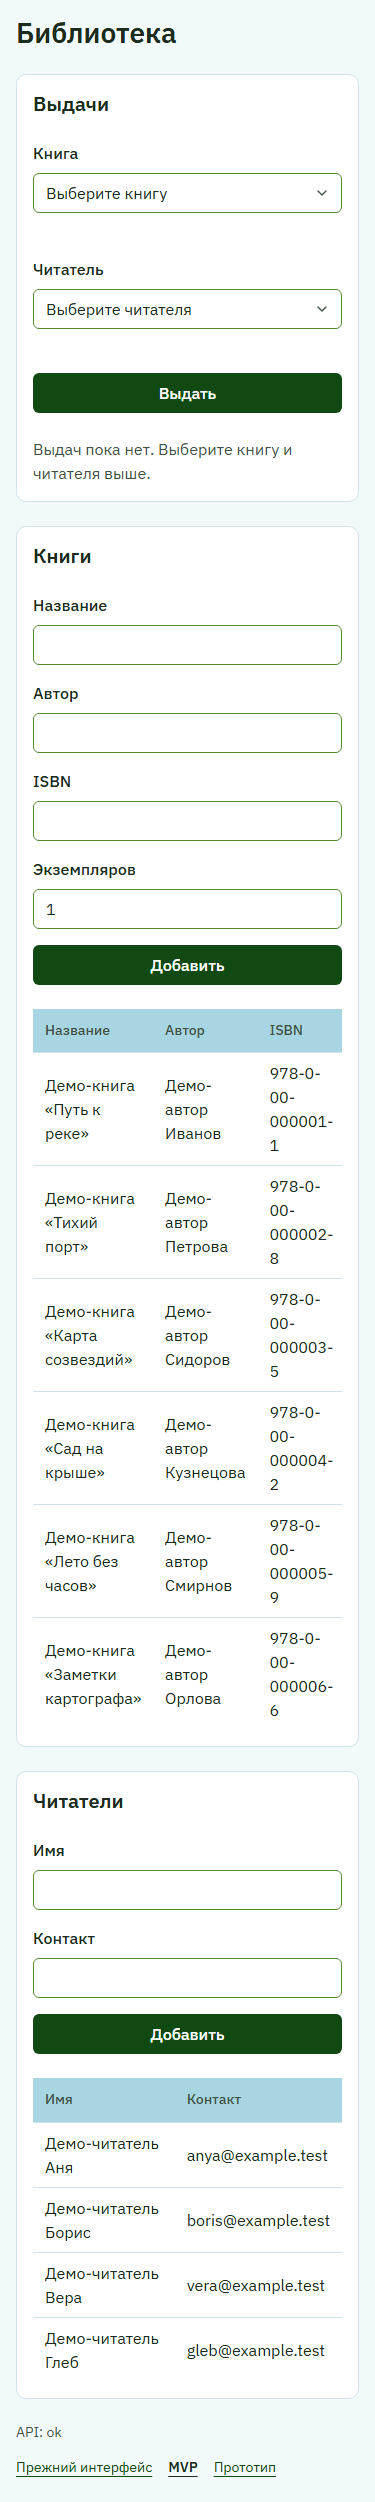 Библиотека
Выдачи
Книга
Выберите книгу
Читатель
Выберите читателя
Выдать
Выдач пока нет. Выберите книгу и
читателя выше.
Книги
Название
Автор
ISBN
Экземпляров
1
Добавить
Название Автор ISBN
Демо-книга «Путь к реке» Демо-автор Иванов 978-0-00-000001-1
Демо-книга «Тихий порт» Демо-автор Петрова 978-0-00-000002-8
Демо-книга «Карта созвездий» Демо-автор Сидоров 978-0-00-000003-5
Демо-книга «Сад на крыше» Демо-автор Кузнецова 978-0-00-000004-2
Демо-книга «Лето без часов» Демо-автор Смирнов 978-0-00-000005-9
Демо-книга «Заметки картографа» Демо-автор Орлова 978-0-00-000006-6
Читатели
Имя
Контакт
Добавить
Имя Контакт
Демо-читатель Аня anya@example.test
Демо-читатель Борис boris@example.test
Демо-читатель Вера vera@example.test
Демо-читатель Глеб gleb@example.test
API: ok
Прежний интерфейс MVP Прототип